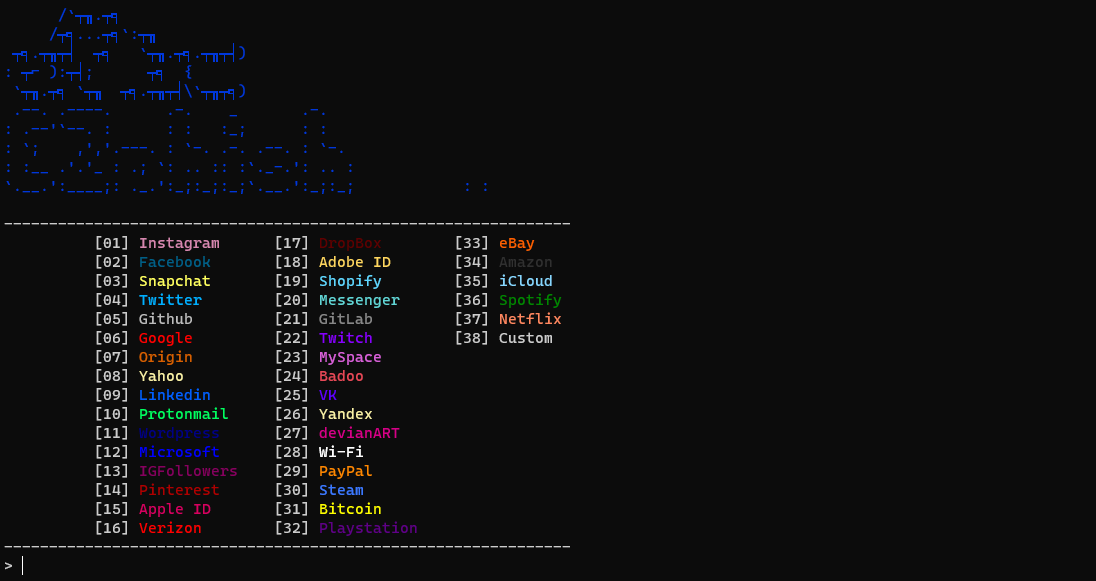 [01] Instagram [17] DropBox [33] eBay
[02] Facebook [18] Adobe ID [34] Amazon
[03] Snapchat [19] Shopify [35] iCloud
[04] Twitter [20] Messenger [36] Spotify
[05] Github [21] GitLab [37] Netflix
[06] Google [22] Twitch [38] Custom
[07] Origin [23] MySpace
[08] Yahoo [24] Badoo
[09] Linkedin [25] VK
[10] Protonmail [26] Yandex
[11] Wordpress [27] devianART
[12] Microsoft [28] Wi-Fi
[13] IGFollowers [29] PayPal
[14] Pinterest [30] Steam
[15] Apple ID [31] Bitcoin
[16] Verizon [32] Playstation
>